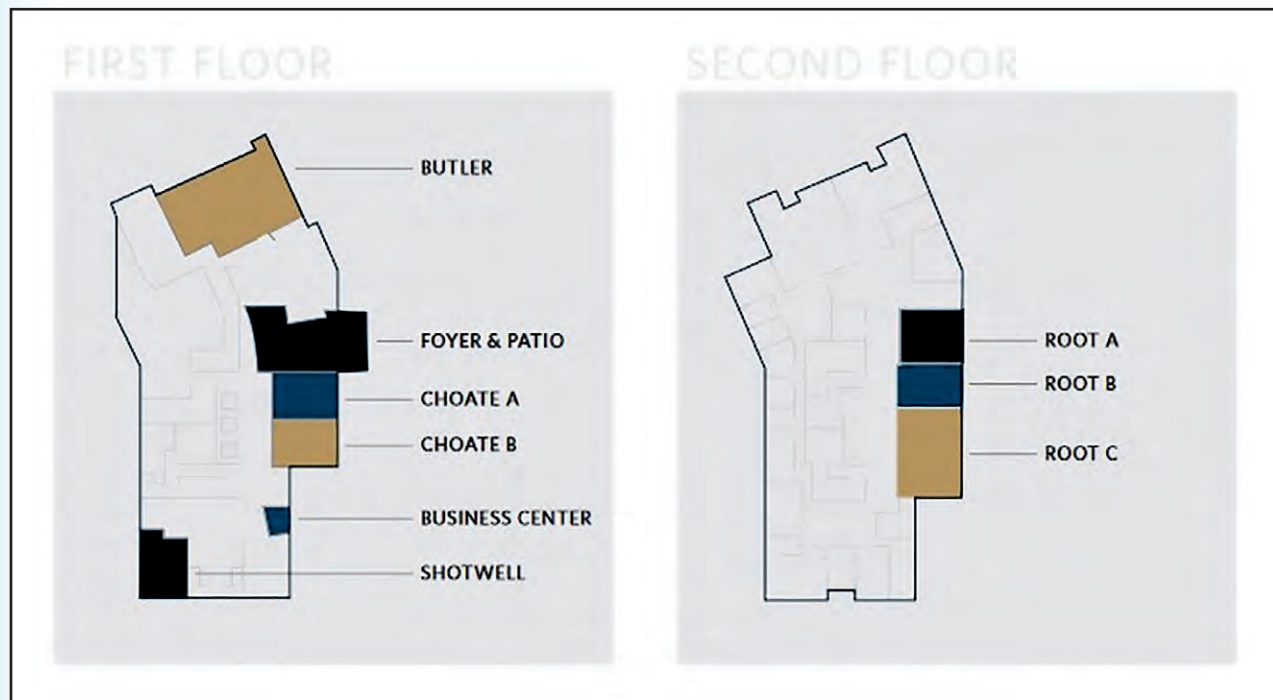 FIRST FLOOR
BUTLER
FOYER & PATIO
CHOATE A
CHOATE B
BUSINESS CENTER
SHOTWELL
SECOND FLOOR
ROOT A
ROOT B
ROOT C